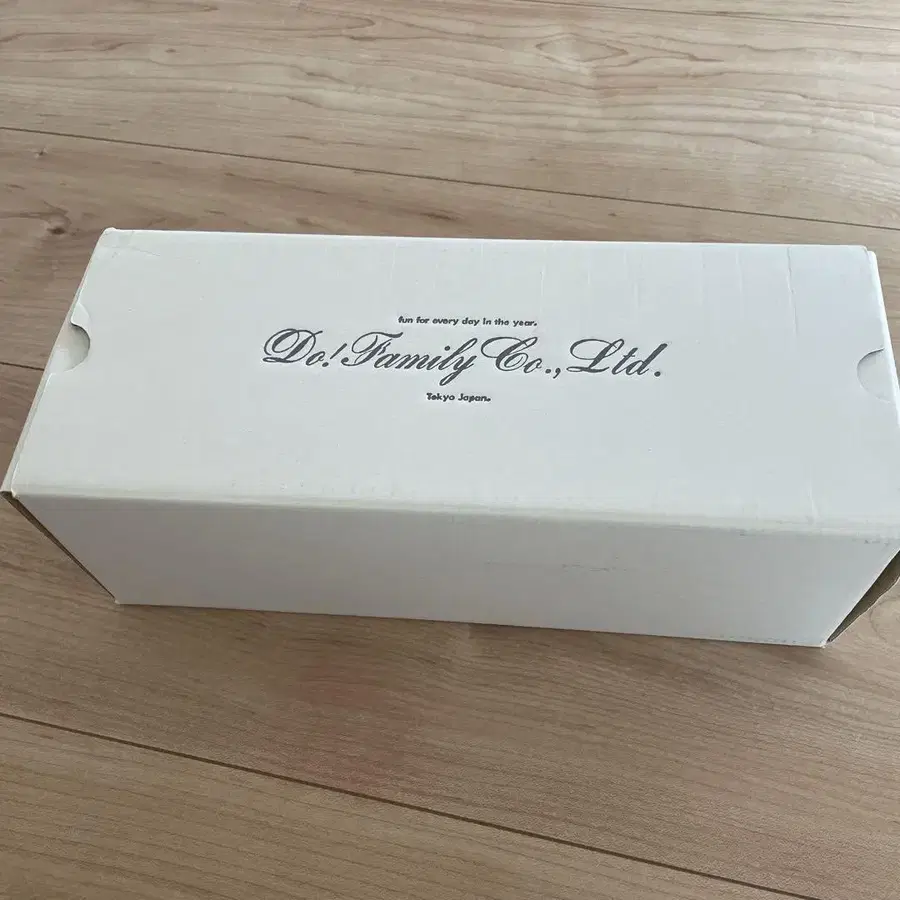 fun for every day in the year.
Do! Family Co., Ltd.
Tokyo Japan.